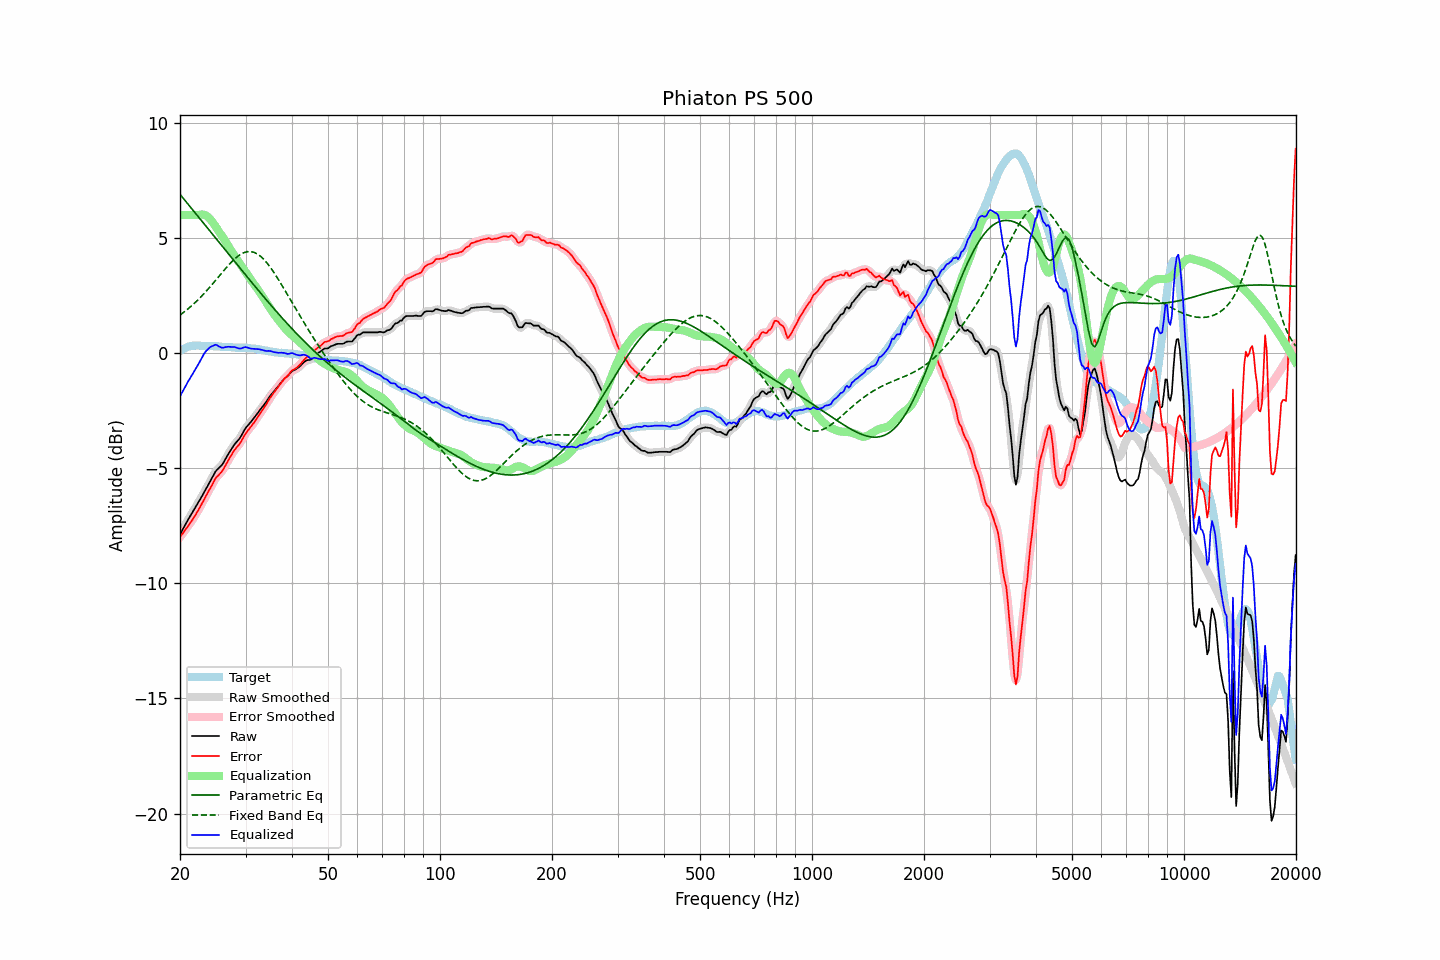 Phiaton PS 500
10
5
0
−5
−10
−15
−20
Amplitude (dBr)
Target
Raw Smoothed
Error Smoothed
Raw
Error
Equalization
Parametric Eq
Fixed Band Eq
Equalized
20 50 100 200 500 1000 2000 5000 10000 20000
Frequency (Hz)